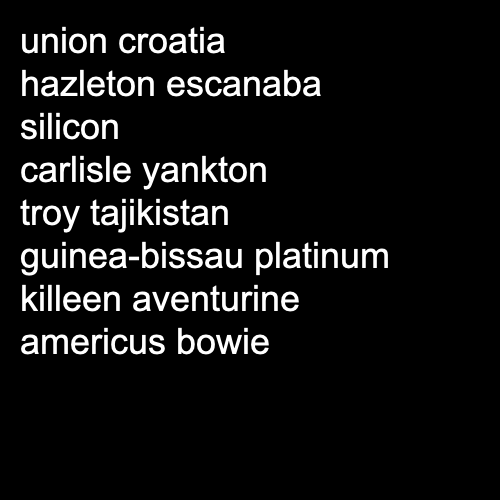 union croatia
hazleton escanaba
silicon
carlisle yankton
troy tajikistan
guinea-bissau platinum
killeen aventurine
americus bowie